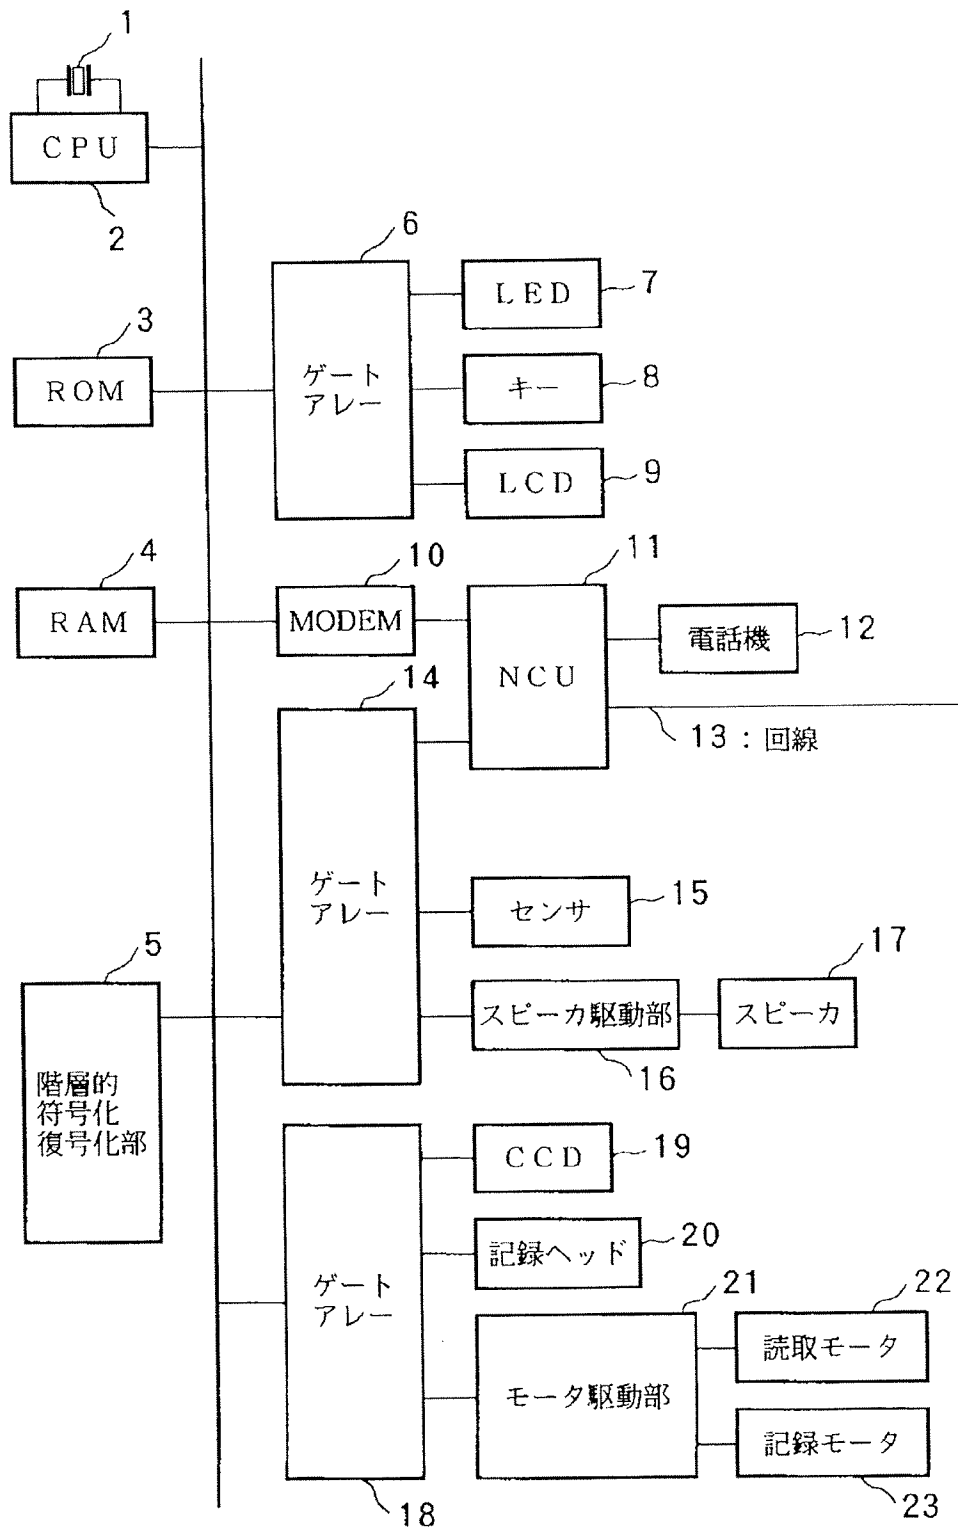 1
CPU
2
6
LED
7
3
ROM
ゲート
アレー
キー
8
LCD
9
4
RAM
10
MODEM
11
NCU
電話機
12
13:回線
14
ゲート
アレー
センサ
15
5
階層的
符号化
復号化部
スピーカ駆動部
16
17
スピーカ
CCD
19
記録ヘッド
20
ゲート
アレー
18
21
モータ駆動部
22
読取モータ
記録モータ
23